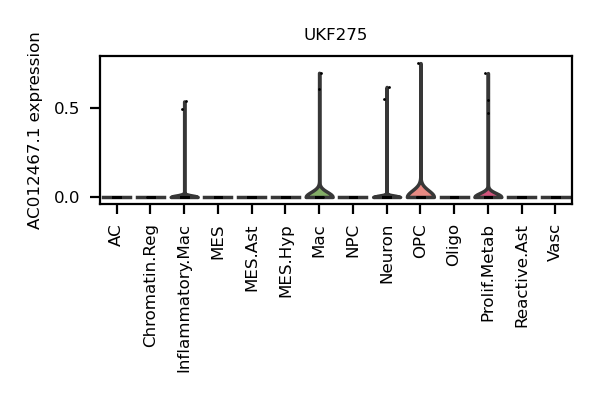 UKF275
AC012467.1 expression
0.5
0.0
AC
Chromatin.Reg
Inflammatory.Mac
MES
MES.Ast
MES.Hyp
Mac
NPC
Neuron
OPC
Oligo
Prolif.Metab
Reactive.Ast
Vasc